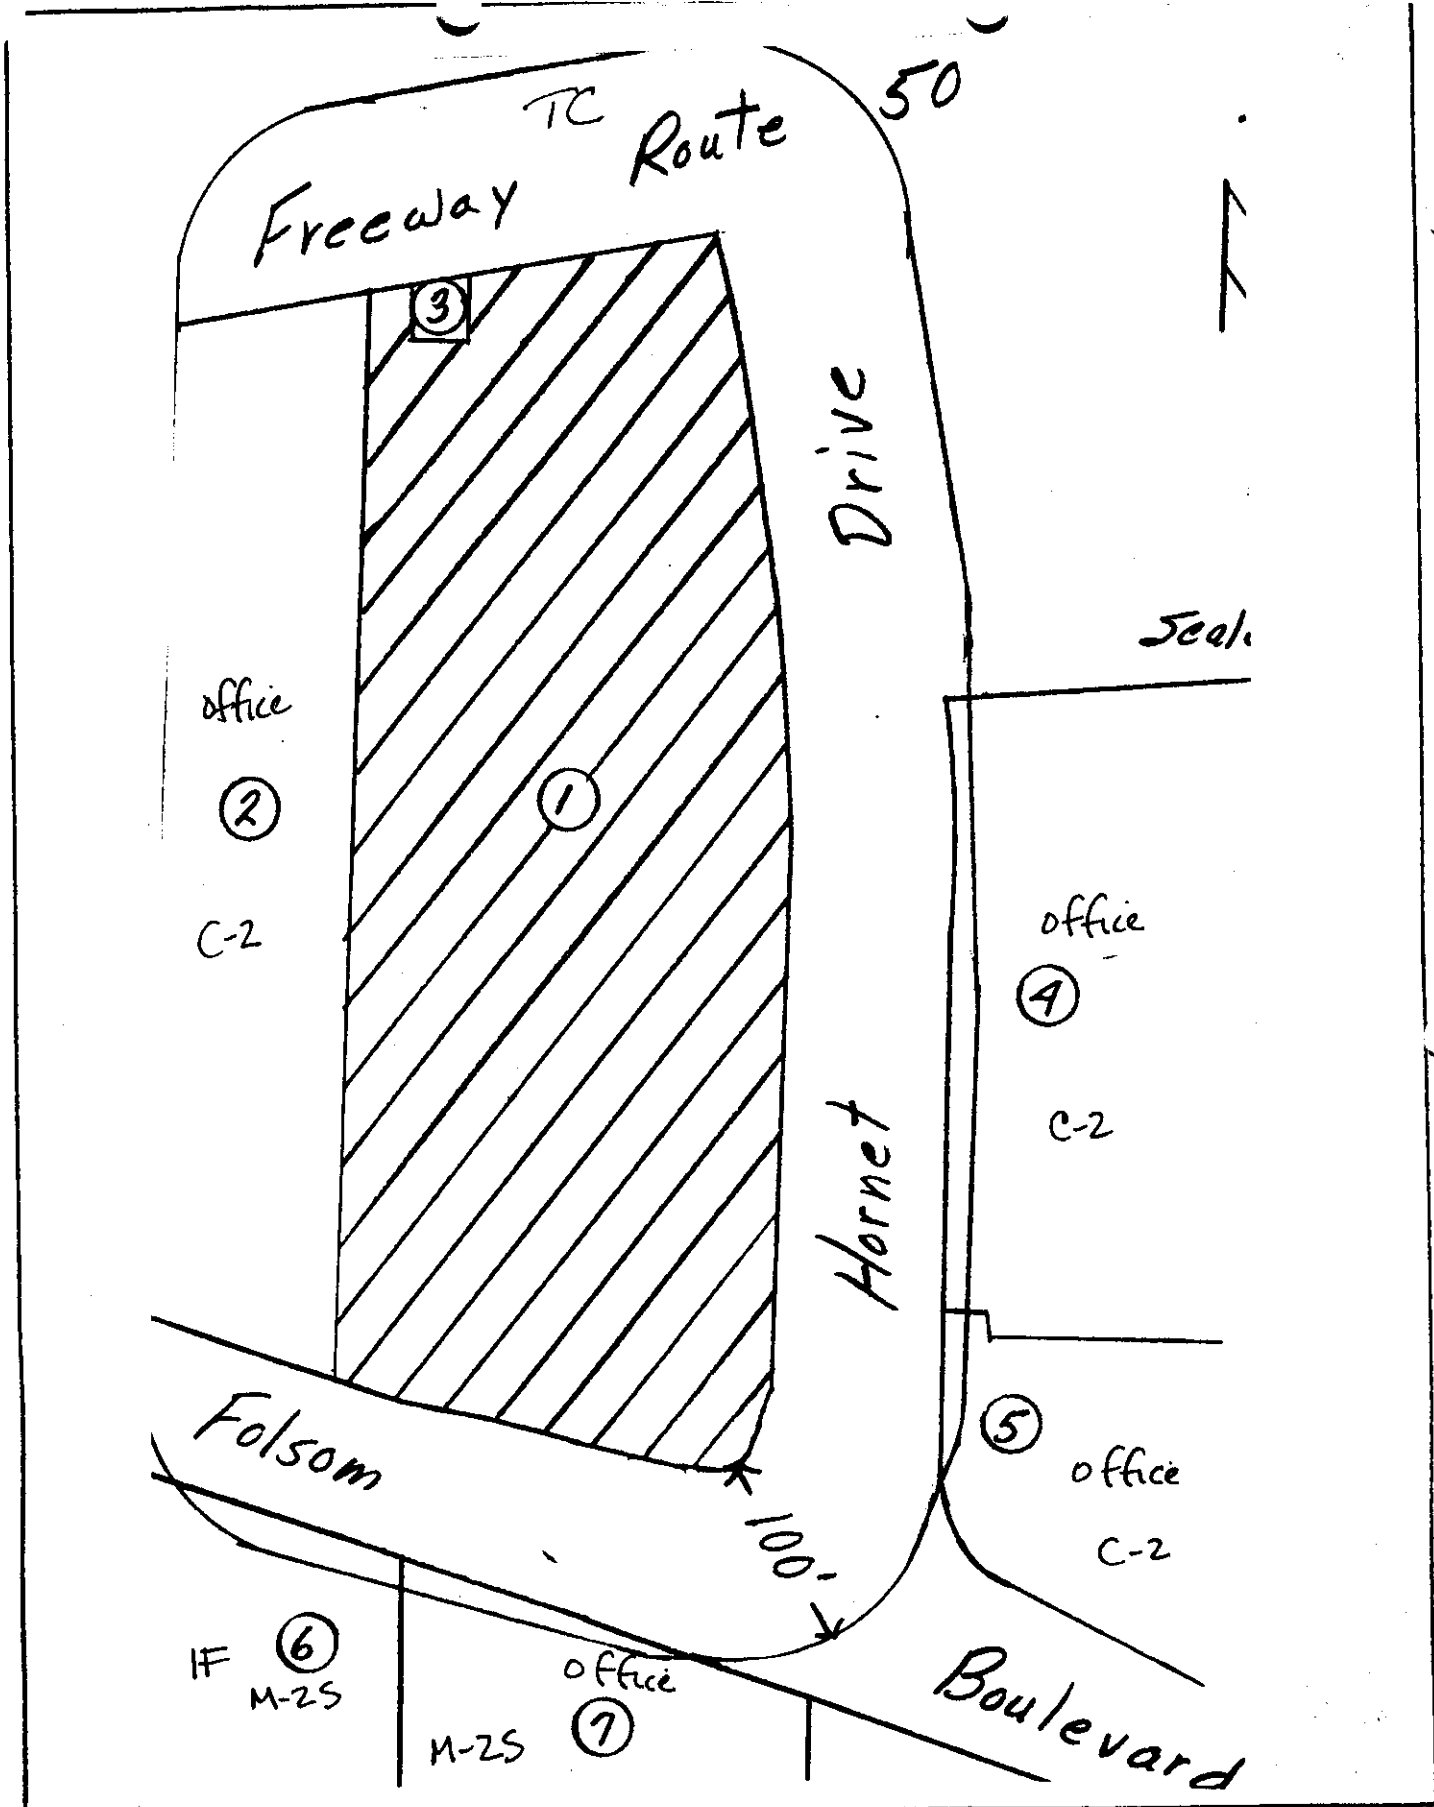 50
TC
Freeway Route
3
Drive
Scale
office
2
C-2
1
office
4
C-2
Hornet
5
office
C-2
Folsom
100'
IF
6
M-2S
office
7
M-2S
Boulevard